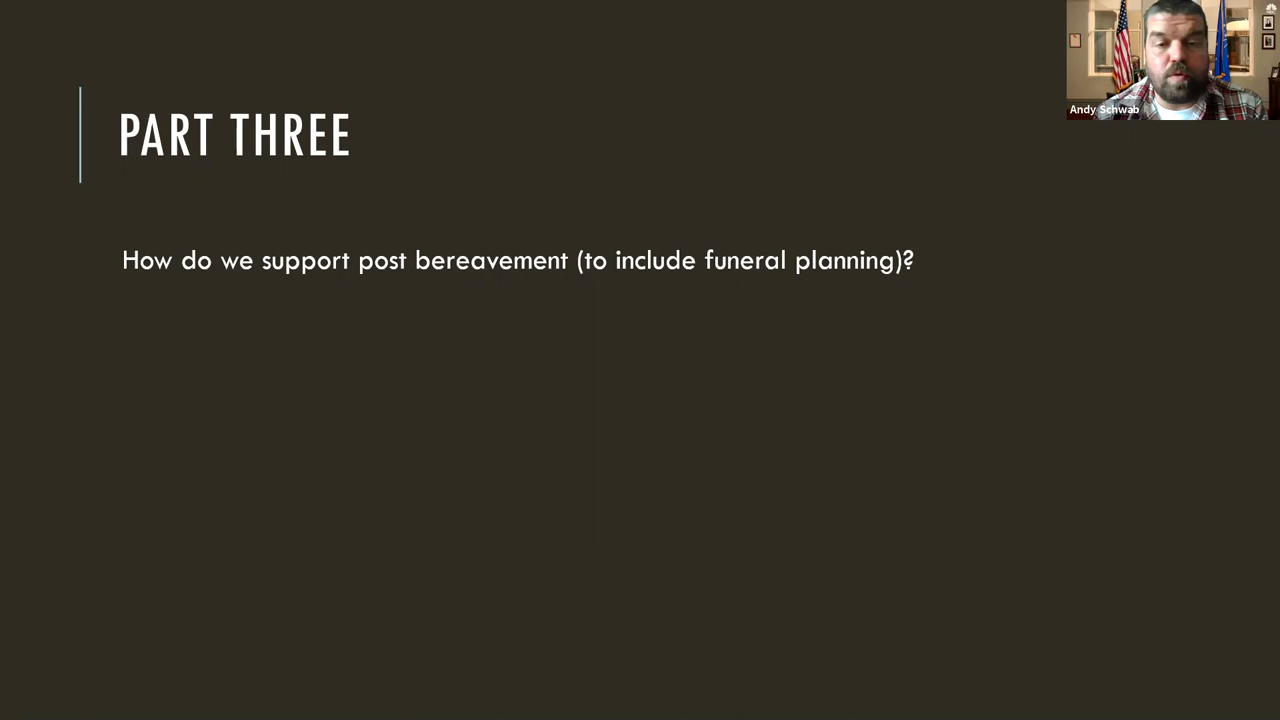 PART THREE
How do we support post bereavement (to include funeral planning)?
Andy Schwab